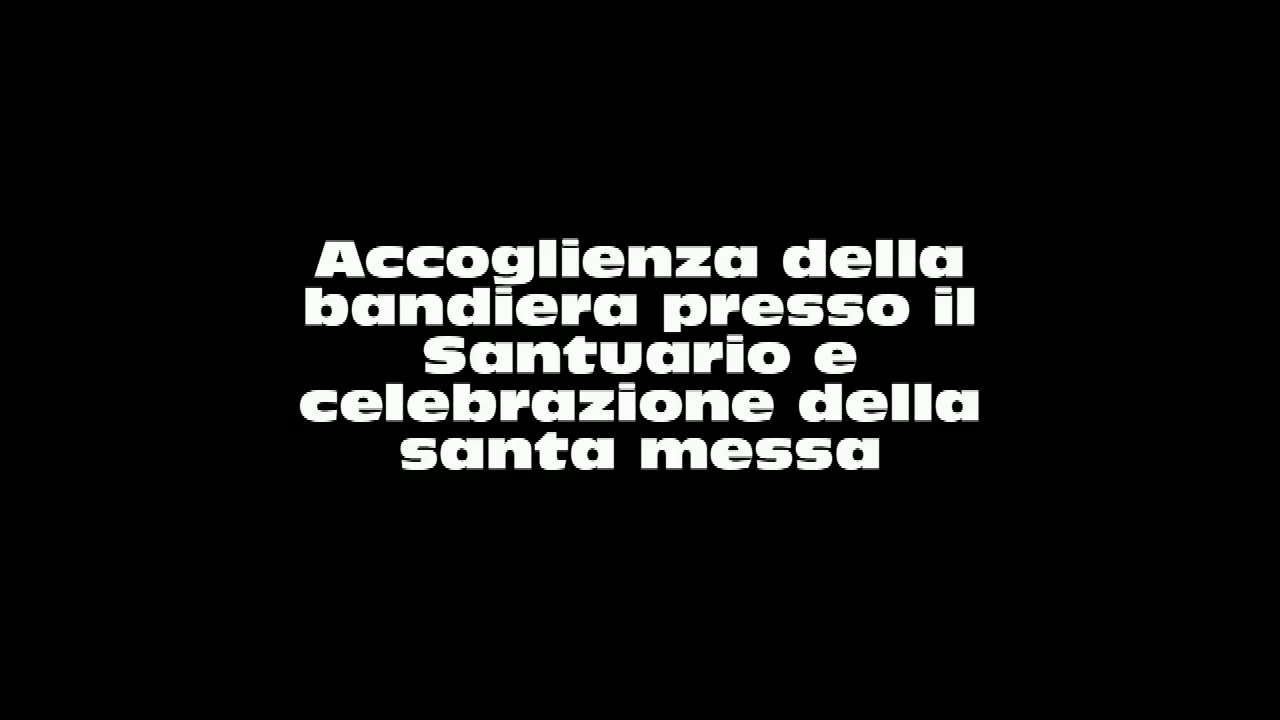 Accoglienza della
bandiera presso il
Santuario e
celebrazione della
santa messa